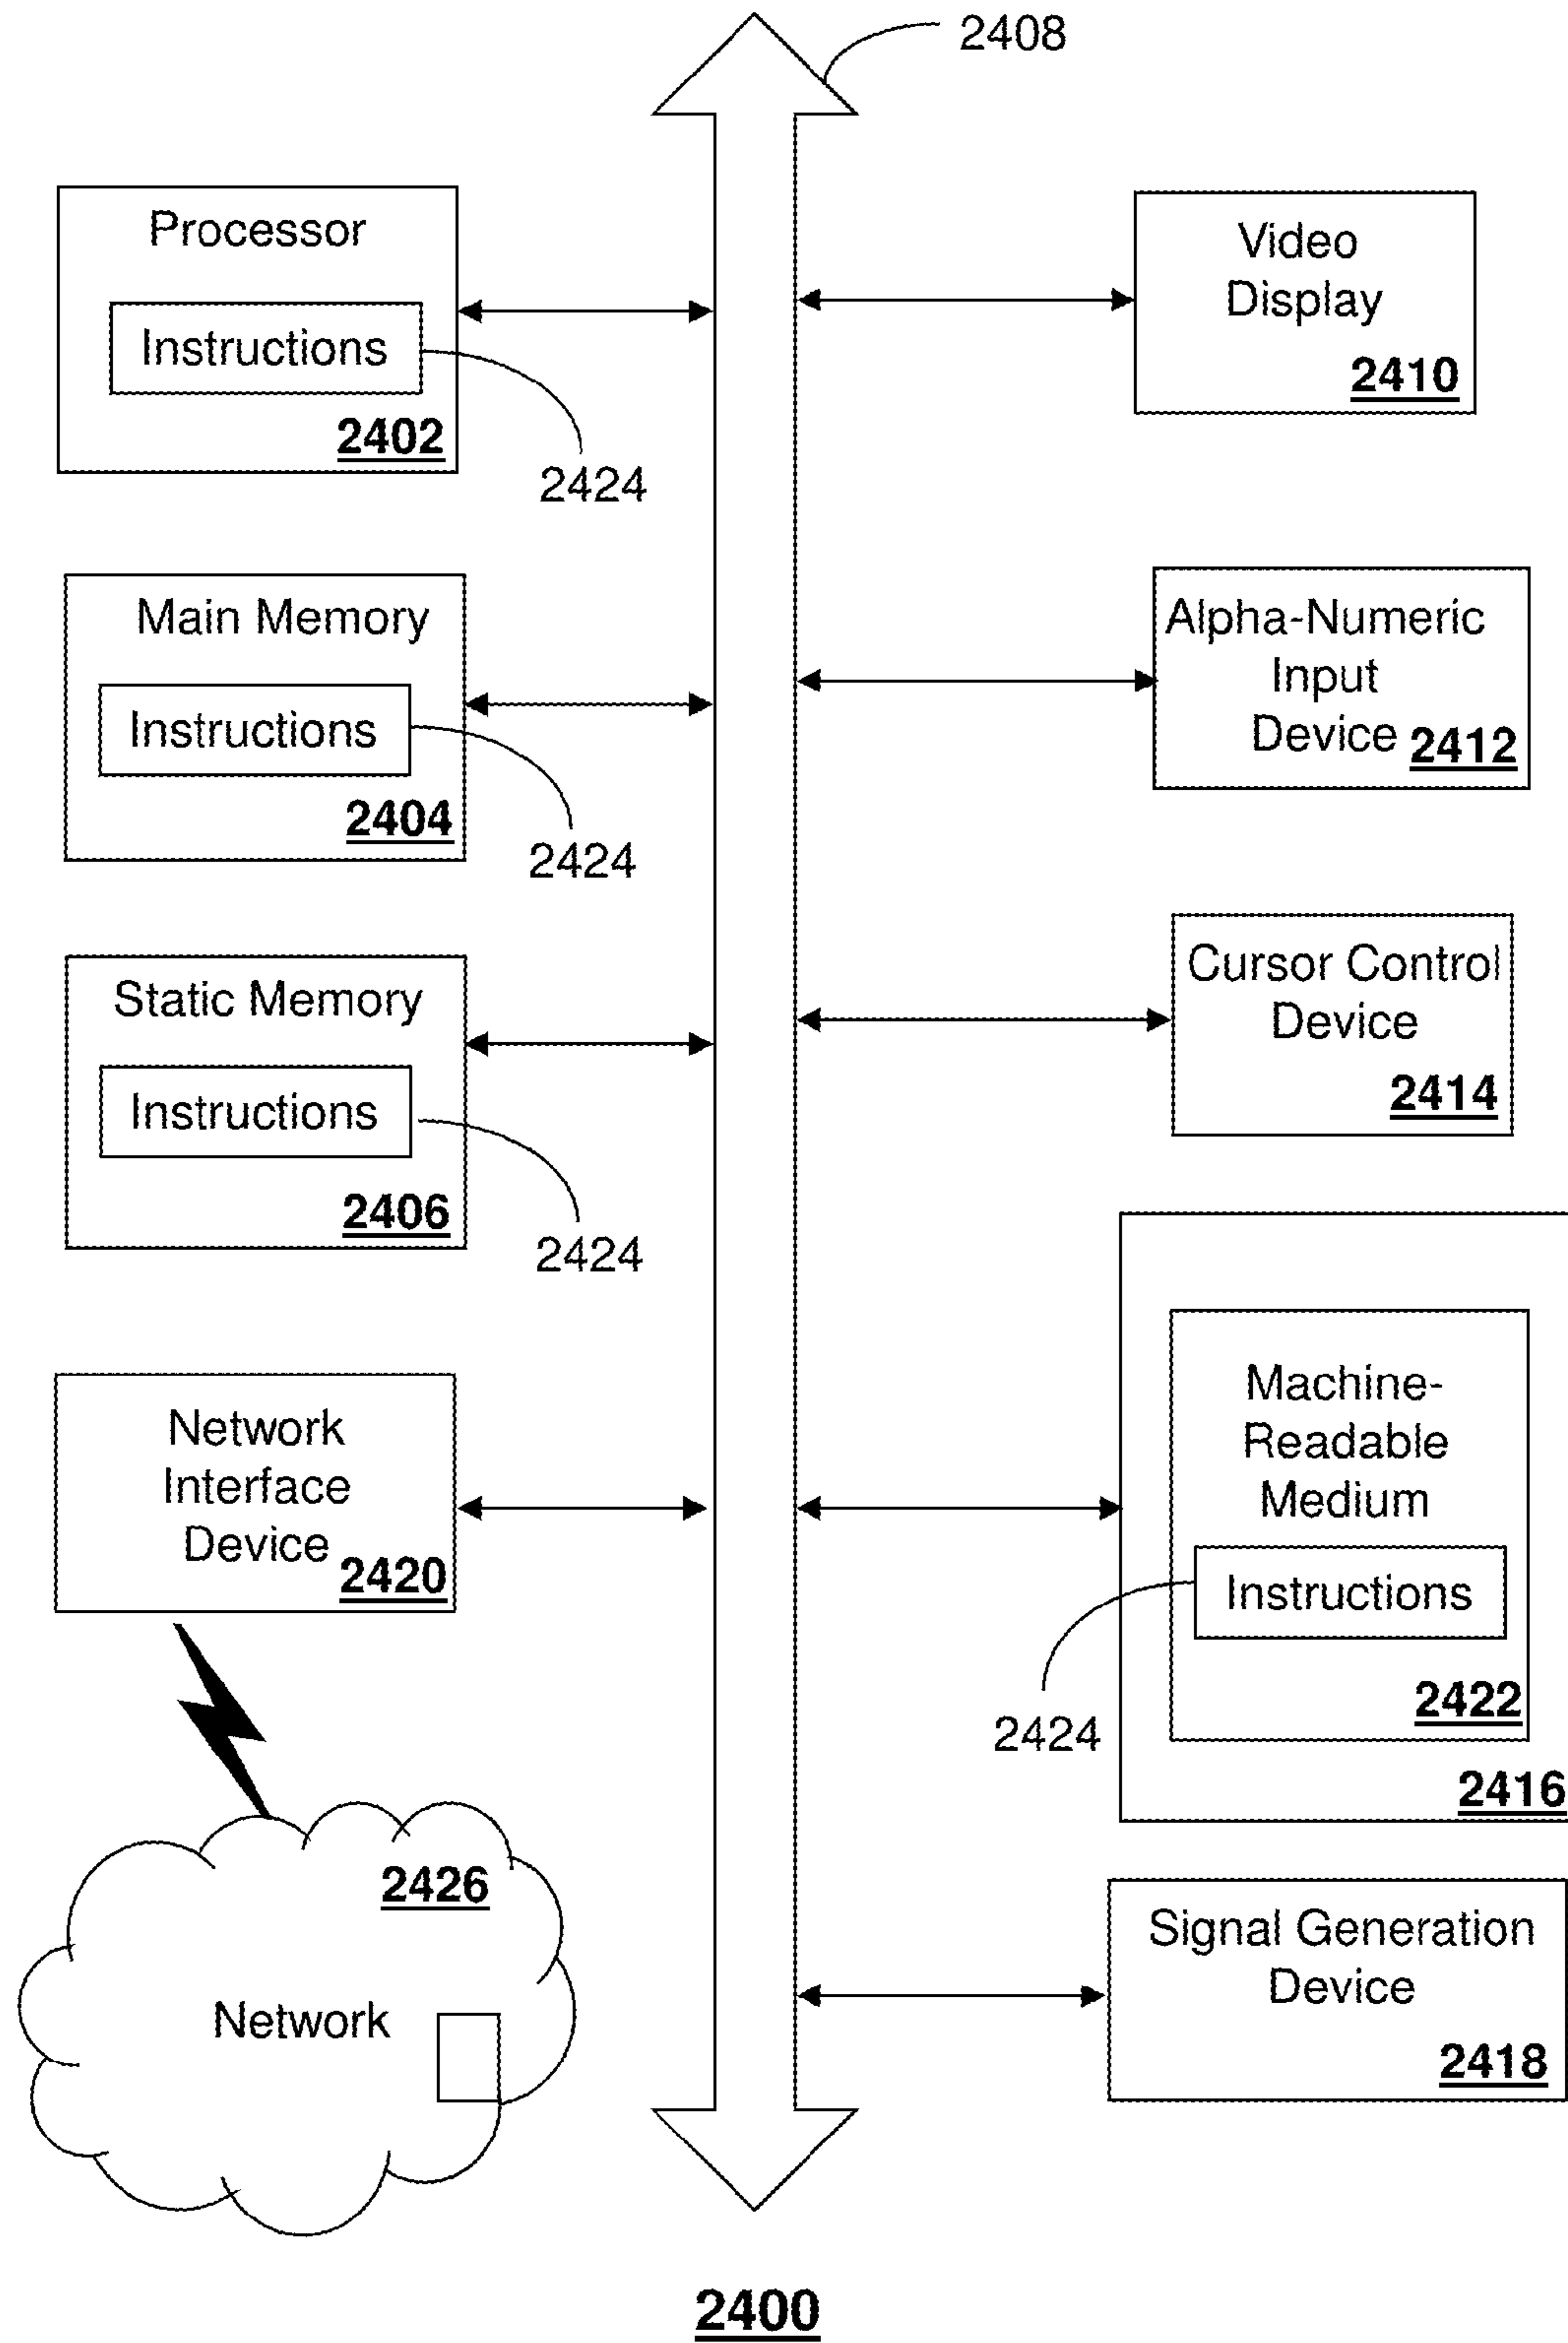 2408
Processor
Instructions
2402
2424
Video
Display
2410
Main Memory
Instructions
2404
2424
Alpha-Numeric
Input
Device 2412
Static Memory
Instructions
2406
2424
Cursor Control
Device
2414
Network
Interface
Device 2420
Machine-
Readable
Medium
Instructions
2424
2422
2416
2426
Network
Signal Generation
Device
2418
2400